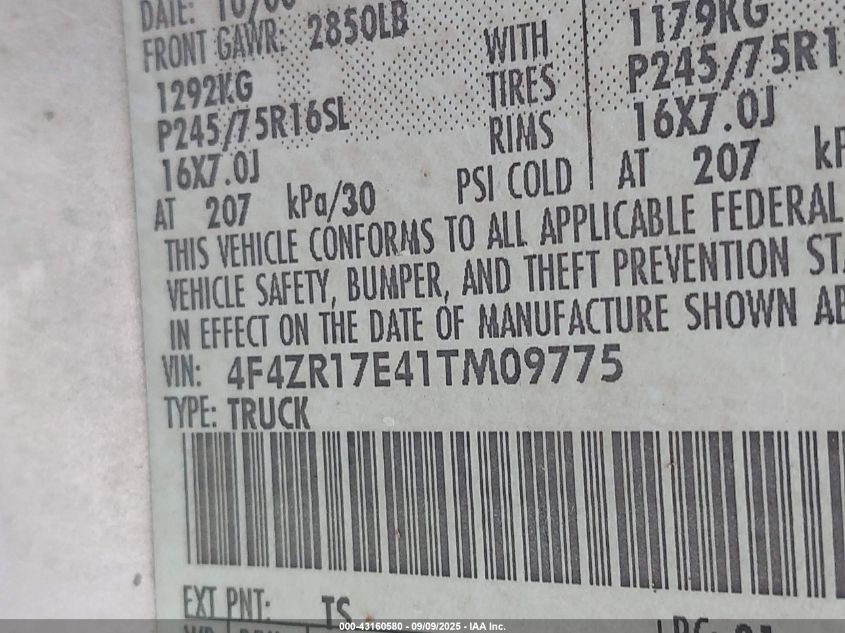 DATE: 10/00
FRONT GAWR: 2850LB
1292KG WITH 1179KG
P245/75R16SL TIRES P245/75R1
16X7.0J RIMS 16X7.0J
AT 207 kPa/30 PSI COLD AT 207 kP
THIS VEHICLE CONFORMS TO ALL APPLICABLE FEDERAL
VEHICLE SAFETY, BUMPER, AND THEFT PREVENTION ST
IN EFFECT ON THE DATE OF MANUFACTURE SHOWN AB
VIN: 4F4ZR17E41TM09775
TYPE: TRUCK
EXT PNT: TS
000-43160580 - 09/09/2025 - IAA Inc.